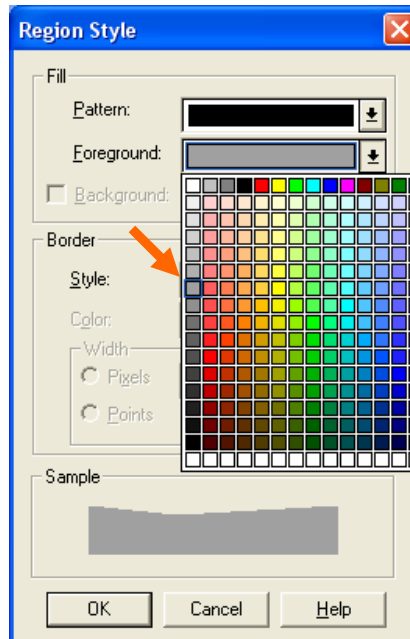 Region Style
Fill
Pattern:
Foreground:
Background:
Border
Style:
Color:
Width
Pixels
Points
Sample
OK
Cancel
Help